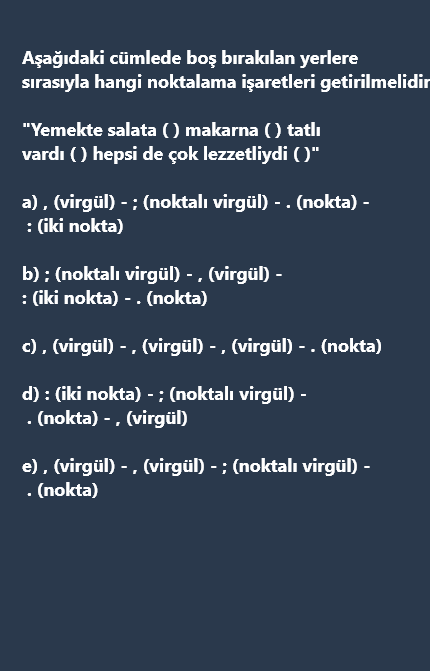 Aşağıdaki cümlede boş bırakılan yerlere
sırasıyla hangi noktalama işaretleri getirilmelidir
"Yemekte salata ( ) makarna ( ) tatlı
vardı ( ) hepsi de çok lezzetliydi ( )"
a) , (virgül) - ; (noktalı virgül) - . (nokta) -
: (iki nokta)
b) ; (noktalı virgül) - , (virgül) -
: (iki nokta) - . (nokta)
c) , (virgül) - , (virgül) - , (virgül) - . (nokta)
d) : (iki nokta) - ; (noktalı virgül) -
. (nokta) - , (virgül)
e) , (virgül) - , (virgül) - ; (noktalı virgül) -
. (nokta)